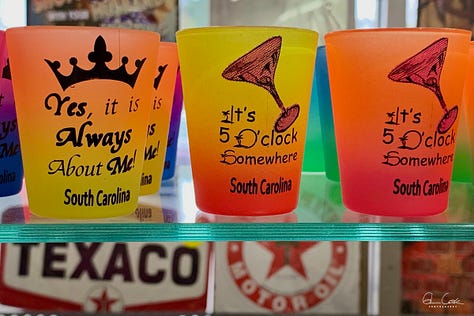 Yes, it is
Always
About Me!
South Carolina
It's
5 O'clock
Somewhere
South Carolina
It's
5 O'clock
Somewhere
South Carolina
TEXACO
MOTOR OIL